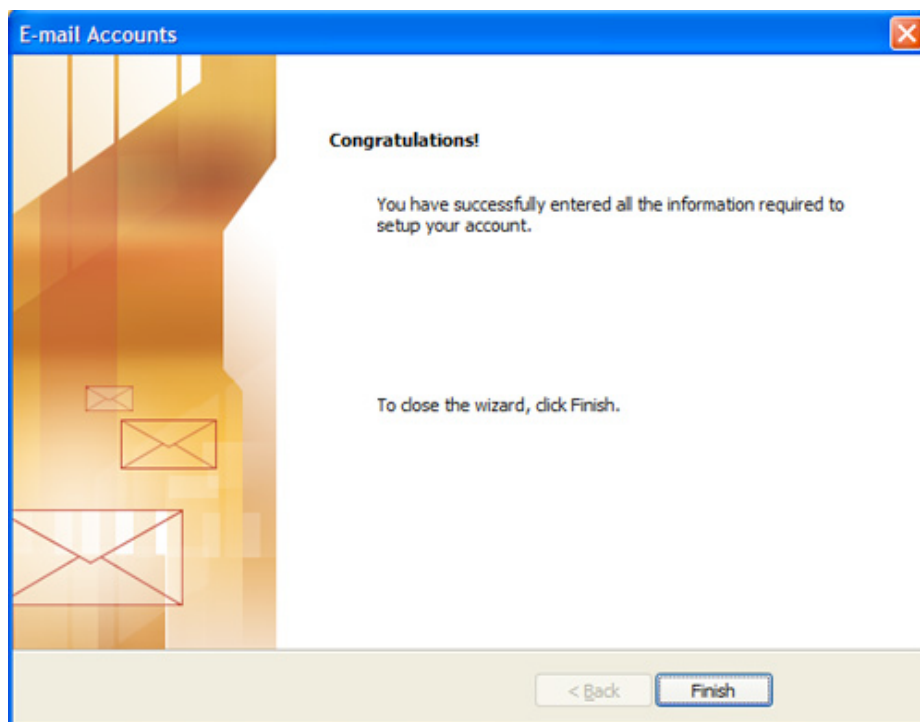 E-mail Accounts
Congratulations!
You have successfully entered all the information required to
setup your account.
To close the wizard, click Finish.
< Back
Finish